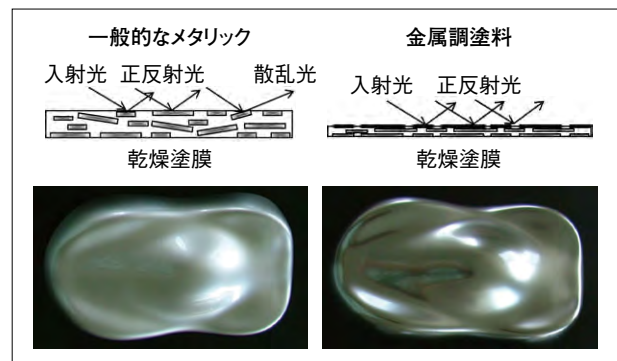 一般的なメタリック
入射光 正反射光 散乱光
乾燥塗膜
金属調塗料
入射光 正反射光
乾燥塗膜